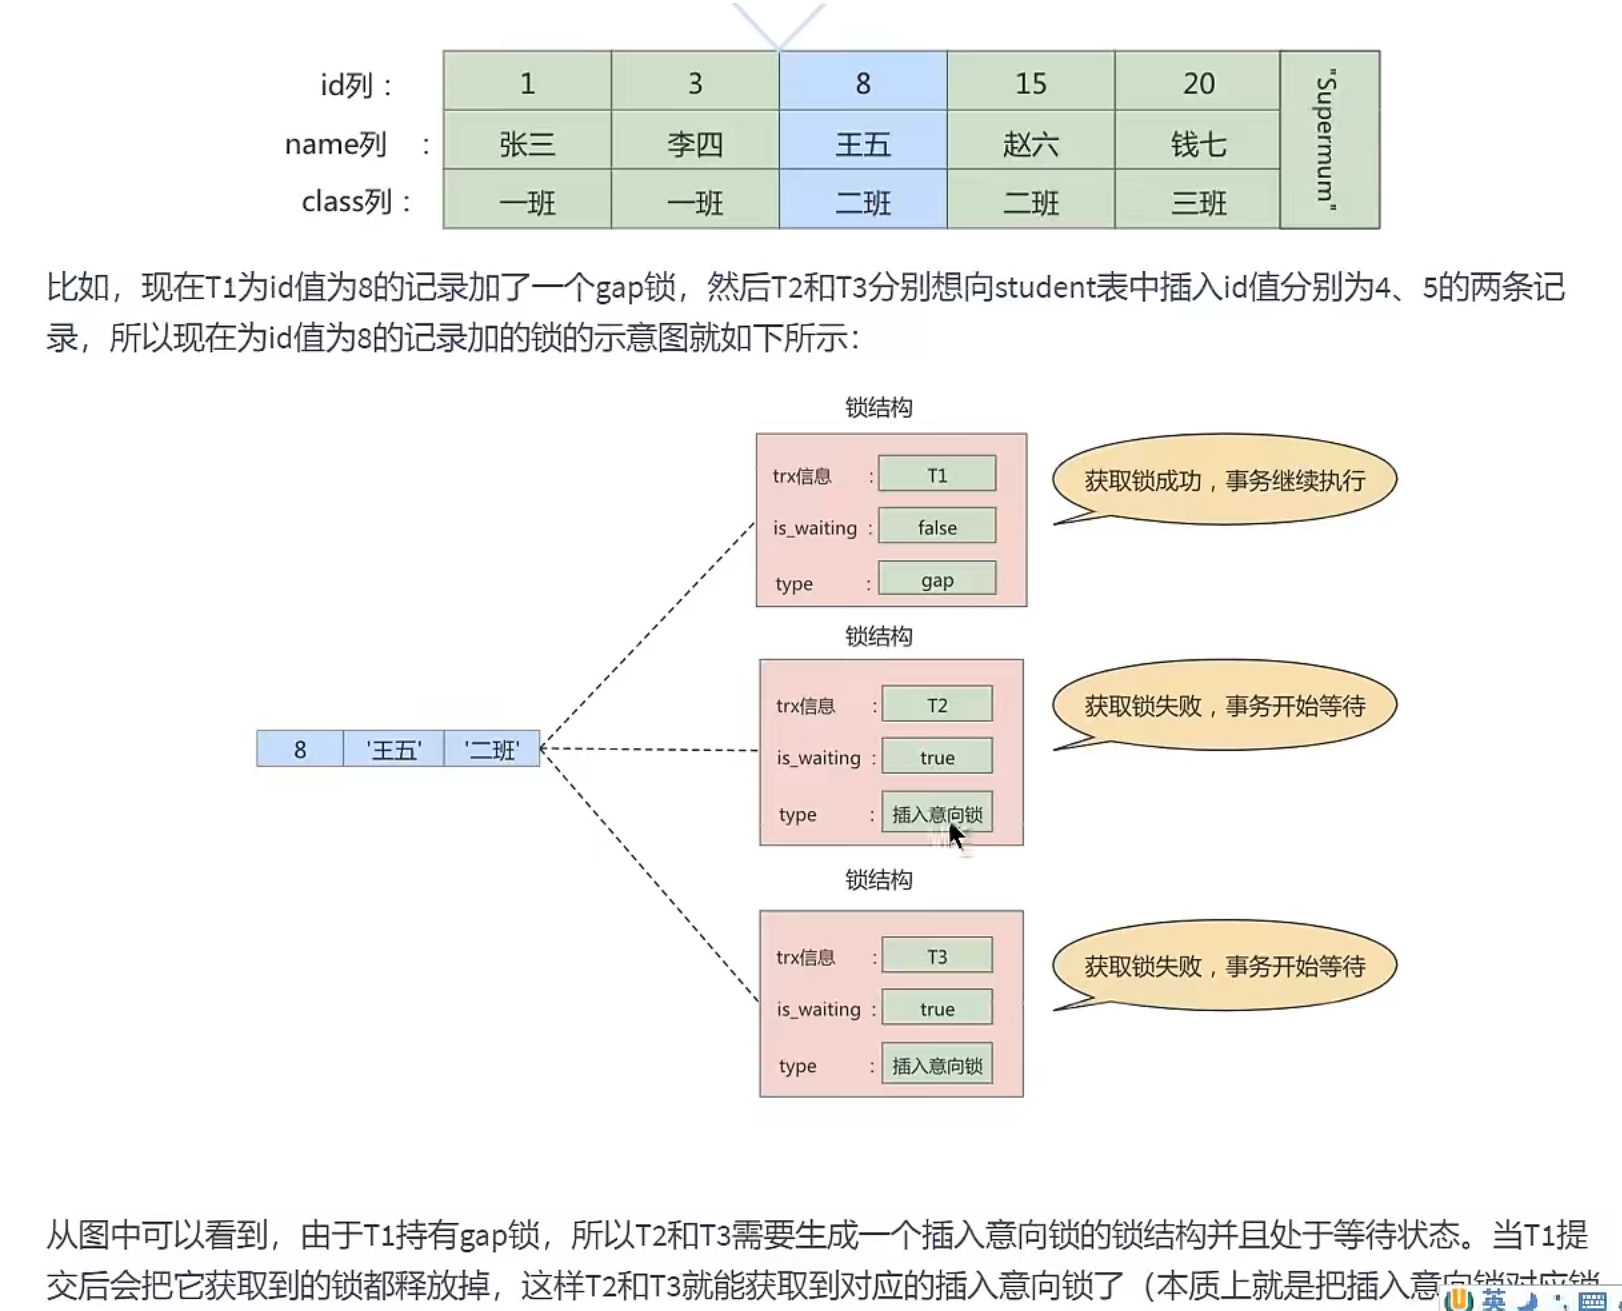 id列： 1 3 8 15 20 "Supermum"
name列 ： 张三 李四 王五 赵六 钱七
class列： 一班 一班 二班 二班 三班
比如，现在T1为id值为8的记录加了一个gap锁，然后T2和T3分别想向student表中插入id值分别为4、5的两条记
录，所以现在为id值为8的记录加的锁的示意图就如下所示：
锁结构
trx信息 : T1
is_waiting : false
type : gap
获取锁成功，事务继续执行
锁结构
trx信息 : T2
is_waiting : true
type : 插入意向锁
获取锁失败，事务开始等待
8 '王五' '二班'
锁结构
trx信息 : T3
is_waiting : true
type : 插入意向锁
获取锁失败，事务开始等待
从图中可以看到，由于T1持有gap锁，所以T2和T3需要生成一个插入意向锁的锁结构并且处于等待状态。当T1提
交后会把它获取到的锁都释放掉，这样T2和T3就能获取到对应的插入意向锁了（本质上就是把插入意向锁对应锁
英